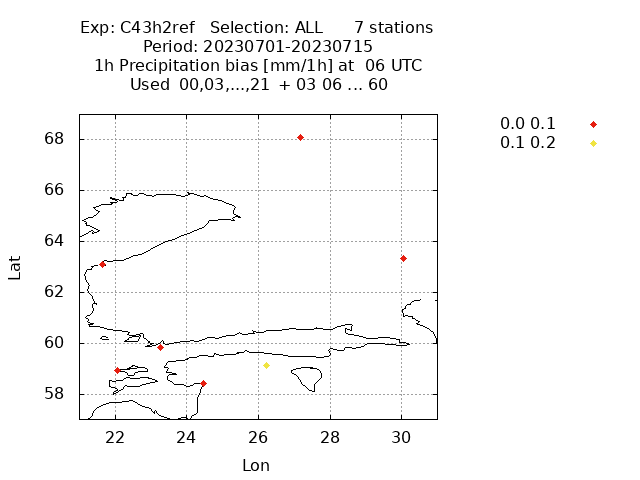 Exp: C43h2ref   Selection: ALL      7 stations
Period: 20230701-20230715
1h Precipitation bias [mm/1h] at  06 UTC
Used  00,03,...,21  + 03 06 ... 60
0.0 0.1
0.1 0.2
68
66
64
62
60
58
Lat
22 24 26 28 30
Lon